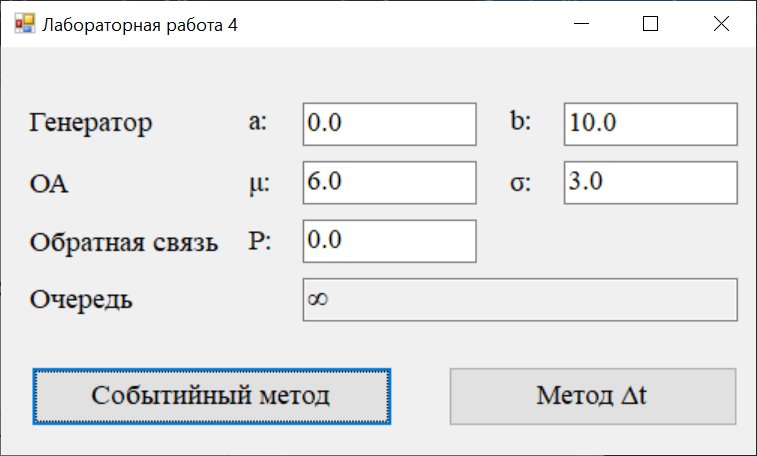 Лабораторная работа 4
Генератор a: 0.0 b: 10.0
ОА μ: 6.0 σ: 3.0
Обратная связь P: 0.0
Очередь ∞
Событийный метод Метод Δt